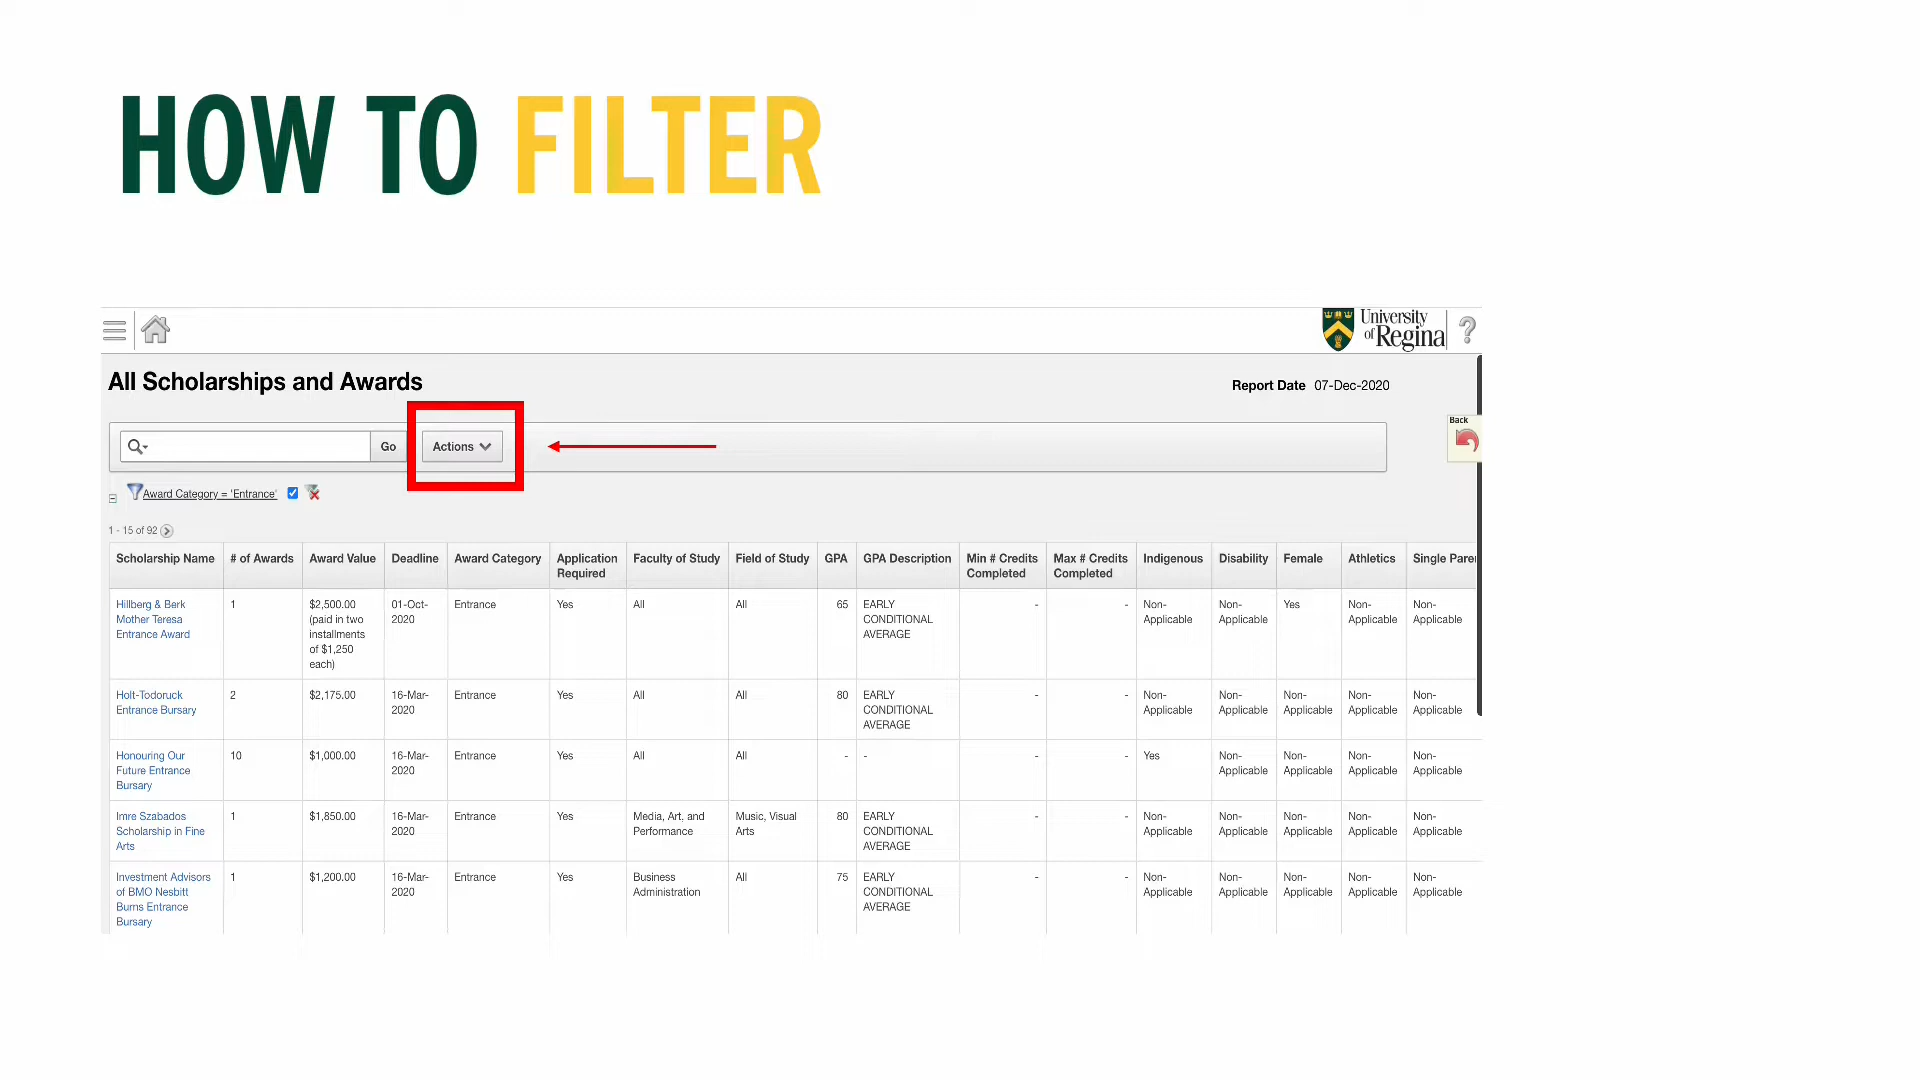 HOW TO FILTER
University
of Regina
All Scholarships and Awards
Report Date 07-Dec-2020
Back
Go
Actions
Award Category = 'Entrance'
1 - 15 of 92
Scholarship Name # of Awards Award Value Deadline Award Category Application Required Faculty of Study Field of Study GPA GPA Description Min # Credits Completed Max # Credits Completed Indigenous Disability Female Athletics Single Paren
Hillberg & Berk Mother Teresa Entrance Award 1 $2,500.00 (paid in two installments of $1,250 each) 01-Oct-2020 Entrance Yes All All 65 EARLY CONDITIONAL AVERAGE - - Non-Applicable Non-Applicable Yes Non-Applicable Non-Applicable
Holt-Todoruck Entrance Bursary 2 $2,175.00 16-Mar-2020 Entrance Yes All All 80 EARLY CONDITIONAL AVERAGE - - Non-Applicable Non-Applicable Non-Applicable Non-Applicable Non-Applicable
Honouring Our Future Entrance Bursary 10 $1,000.00 16-Mar-2020 Entrance Yes All All - - - - Yes Non-Applicable Non-Applicable Non-Applicable Non-Applicable
Imre Szabados Scholarship in Fine Arts 1 $1,850.00 16-Mar-2020 Entrance Yes Media, Art, and Performance Music, Visual Arts 80 EARLY CONDITIONAL AVERAGE - - Non-Applicable Non-Applicable Non-Applicable Non-Applicable Non-Applicable
Investment Advisors of BMO Nesbitt Burns Entrance Bursary 1 $1,200.00 16-Mar-2020 Entrance Yes Business Administration All 75 EARLY CONDITIONAL AVERAGE - - Non-Applicable Non-Applicable Non-Applicable Non-Applicable Non-Applicable